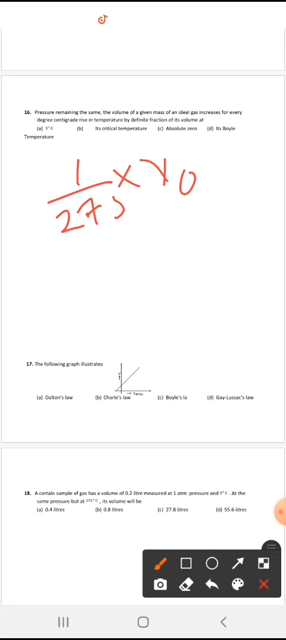 16. Pressure remaining the same, the volume of a given mass of an ideal gas increases for every
degree centigrade rise in temperature by definite fraction of its volume at
(a) 0°C (b) Its critical temperature (c) Absolute zero (d) Its Boyle
Temperature
1
273 × V0
17. The following graph illustrates
Temp.
(a) Dalton's law (b) Charle's law (c) Boyle's la (d) Gay-Lussac's law
18. A certain sample of gas has a volume of 0.2 litre measured at 1 atm. pressure and 0°C. At the
same pressure but at 273°C, its volume will be
(a) 0.4 litres (b) 0.8 litres (c) 27.8 litres (d) 55.6 litres